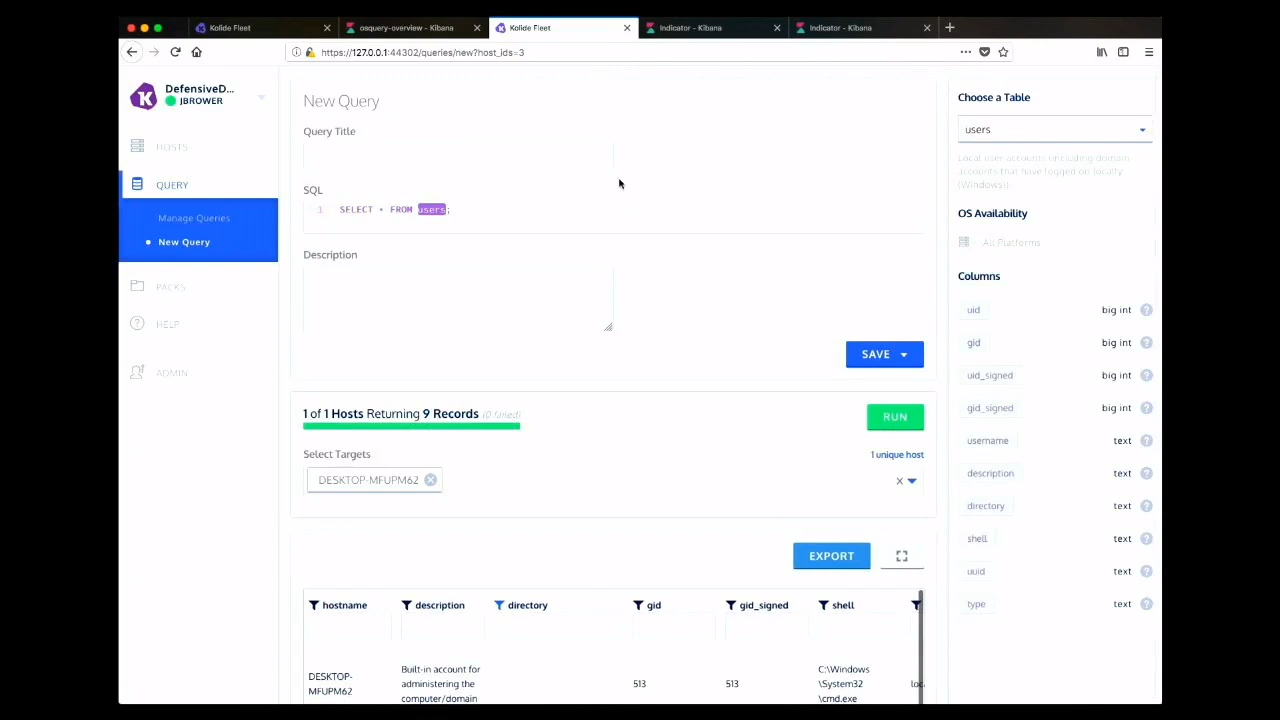 Kolide Fleet
osquery-overview - Kibana
Kolide Fleet
Indicator - Kibana
Indicator - Kibana
https://127.0.0.1:44302/queries/new?host_ids=3
DefensiveD...
JBROWER
HOSTS
QUERY
Manage Queries
New Query
PACKS
HELP
ADMIN
New Query
Query Title
SQL
1 SELECT * FROM users;
Description
SAVE
1 of 1 Hosts Returning 9 Records (0 failed)
RUN
Select Targets
1 unique host
DESKTOP-MFUPM62
EXPORT
hostname description directory gid gid_signed shell
DESKTOP-
MFUPM62
Built-in account for
administering the
computer/domain
513
513
C:\Windows
\System32
\cmd.exe
Choose a Table
users
Local user accounts (including domain
accounts that have logged on locally
(Windows)).
OS Availability
All Platforms
Columns
uid big int
gid big int
uid_signed big int
gid_signed big int
username text
description text
directory text
shell text
uuid text
type text